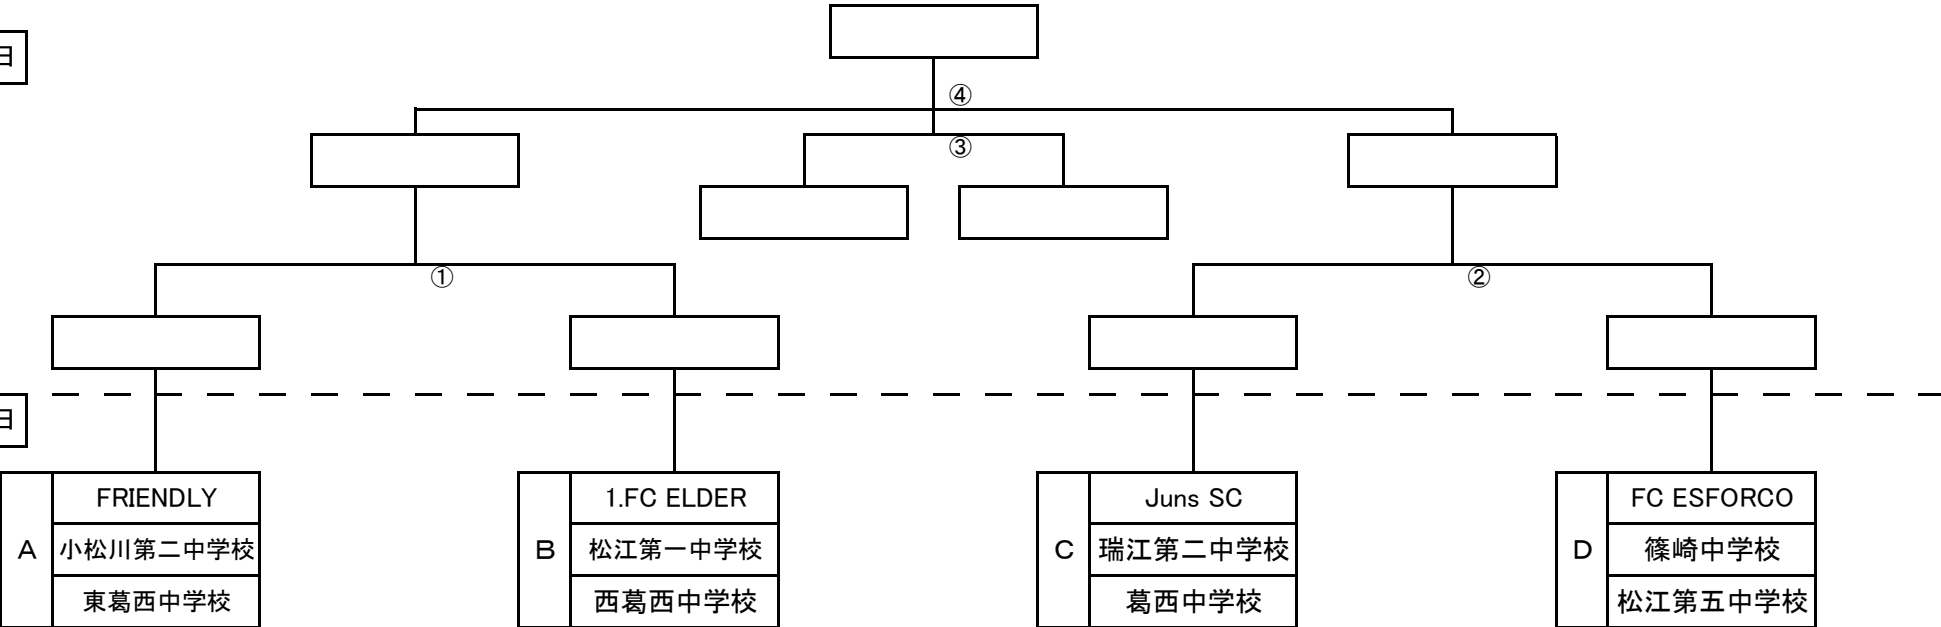 日
④
③
①
②
日
A
FRIENDLY
小松川第二中学校
東葛西中学校
B
1.FC ELDER
松江第一中学校
西葛西中学校
C
Juns SC
瑞江第二中学校
葛西中学校
D
FC ESFORCO
篠崎中学校
松江第五中学校